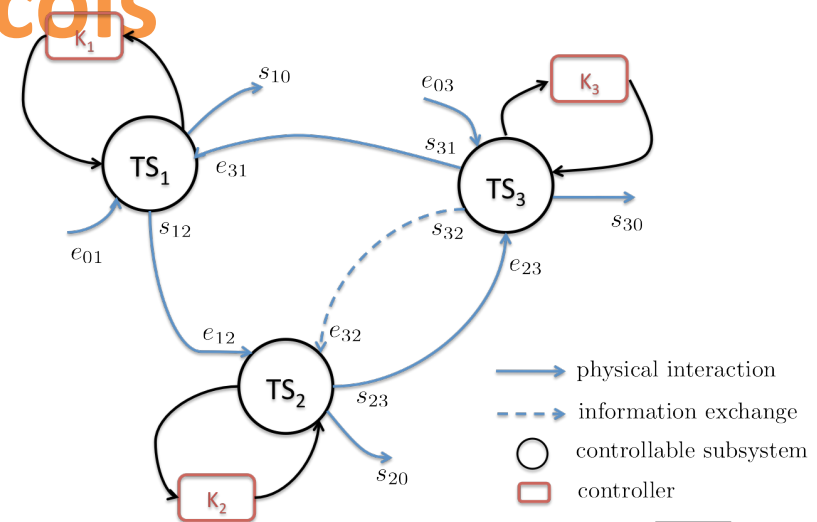 cols
K₁
s₁₀
e₀₃
K₃
TS₁
e₃₁
s₃₁
TS₃
s₃₀
e₀₁
s₁₂
s₃₂
e₂₃
e₁₂
e₃₂
TS₂
s₂₃
s₂₀
K₂
physical interaction
information exchange
controllable subsystem
controller